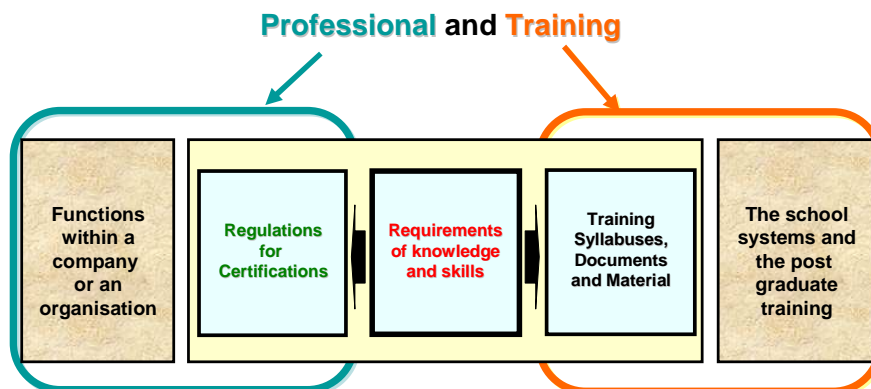 Professional and Training
Functions
within a
company
or an
organisation
Regulations
for
Certifications
Requirements
of knowledge
and skills
Training
Syllabuses,
Documents
and Material
The school
systems and
the post
graduate
training